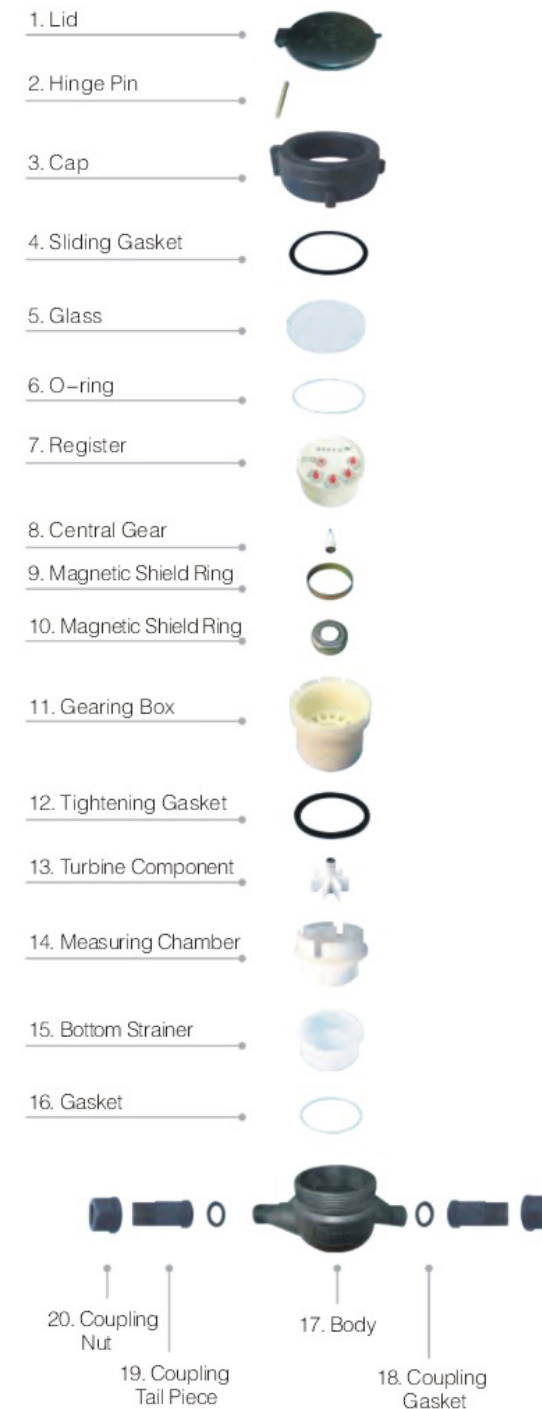 1. Lid
2. Hinge Pin
3. Cap
4. Sliding Gasket
5. Glass
6. O-ring
7. Register
8. Central Gear
9. Magnetic Shield Ring
10. Magnetic Shield Ring
11. Gearing Box
12. Tightening Gasket
13. Turbine Component
14. Measuring Chamber
15. Bottom Strainer
16. Gasket
20. Coupling
Nut
19. Coupling
Tail Piece
17. Body
18. Coupling
Gasket